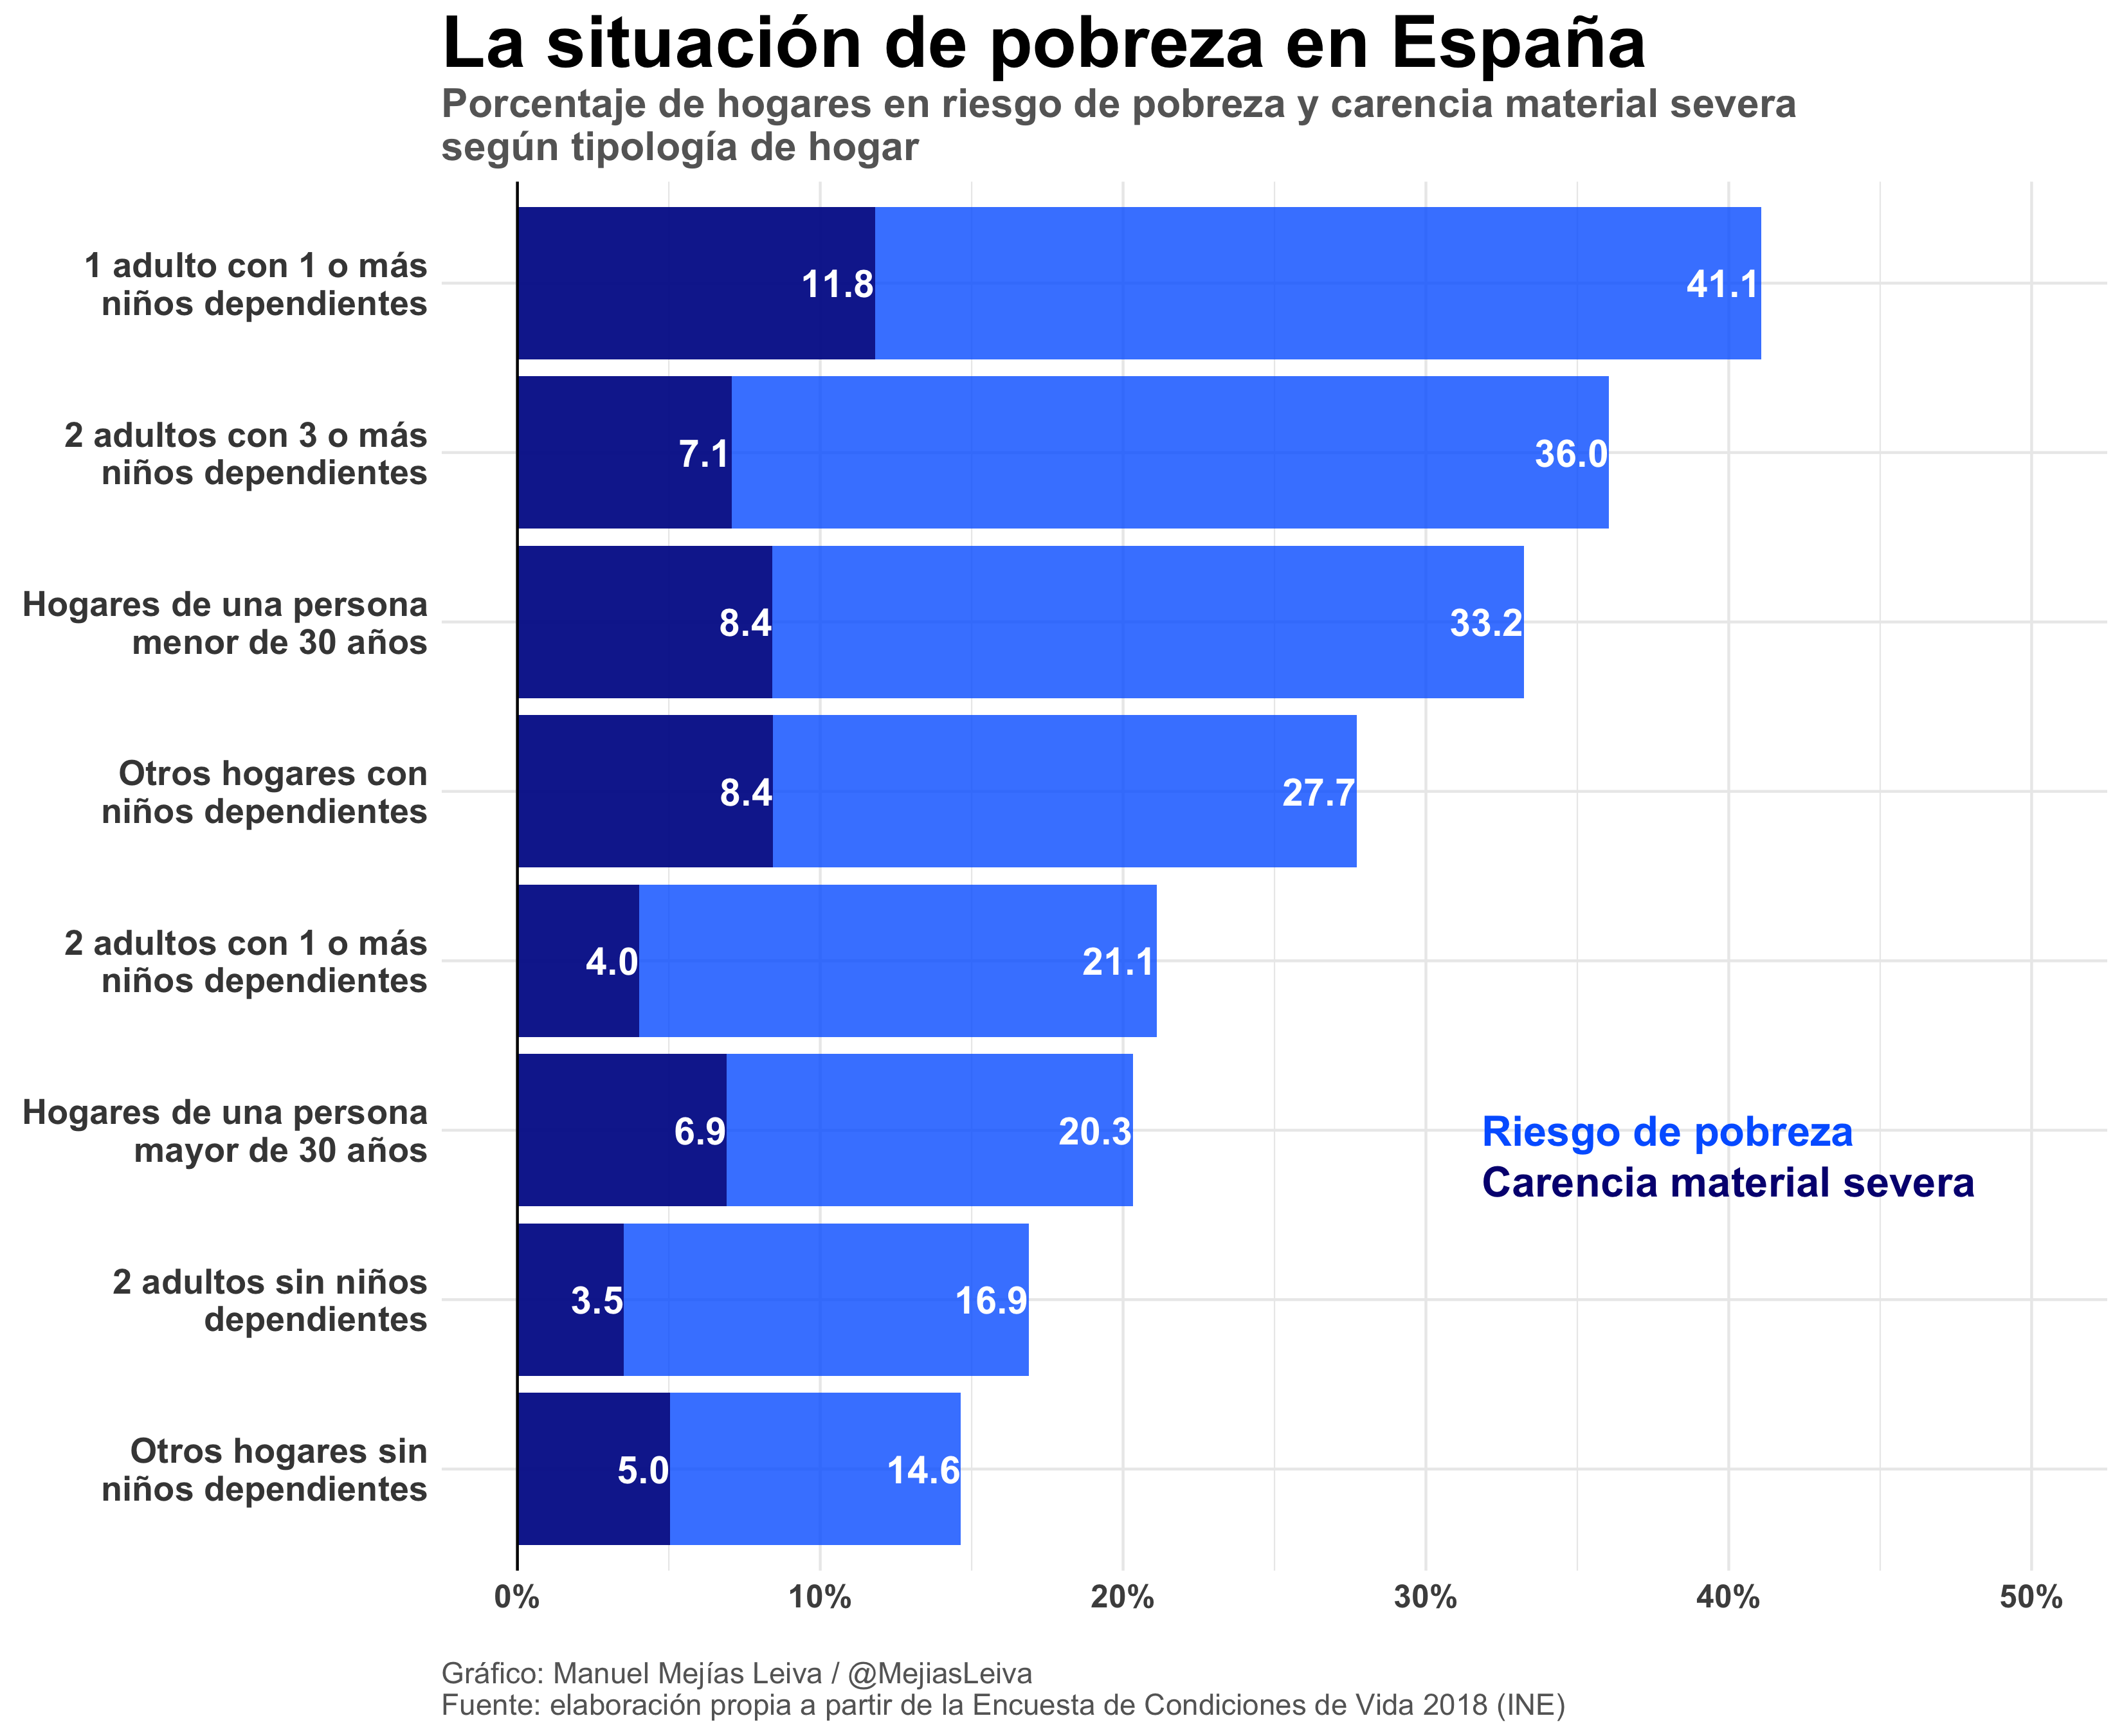 La situación de pobreza en España
Porcentaje de hogares en riesgo de pobreza y carencia material severa
según tipología de hogar
1 adulto con 1 o más
niños dependientes
11.8
41.1
2 adultos con 3 o más
niños dependientes
7.1
36.0
Hogares de una persona
menor de 30 años
8.4
33.2
Otros hogares con
niños dependientes
8.4
27.7
2 adultos con 1 o más
niños dependientes
4.0
21.1
Hogares de una persona
mayor de 30 años
6.9
20.3
Riesgo de pobreza
Carencia material severa
2 adultos sin niños
dependientes
3.5
16.9
Otros hogares sin
niños dependientes
5.0
14.6
0% 10% 20% 30% 40% 50%
Gráfico: Manuel Mejías Leiva / @MejiasLeiva
Fuente: elaboración propia a partir de la Encuesta de Condiciones de Vida 2018 (INE)